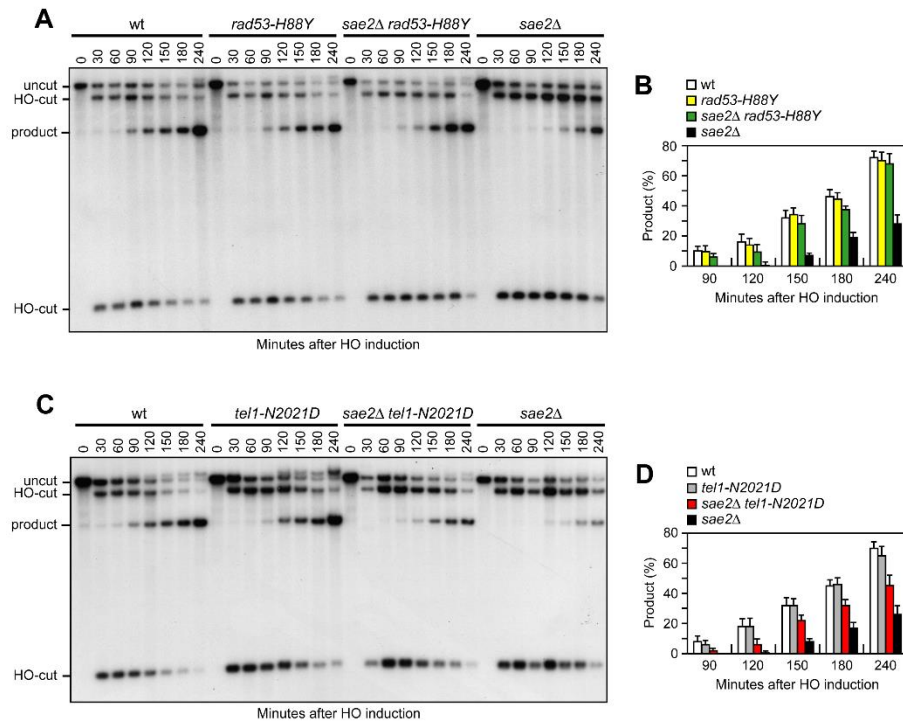 A
wt rad53-H88Y sae2Δ rad53-H88Y sae2Δ
0 30 60 90 120 150 180 240 0 30 60 90 120 150 180 240 0 30 60 90 120 150 180 240 0 30 60 90 120 150 180 240
uncut
HO-cut
product
HO-cut
Minutes after HO induction
B
wt
rad53-H88Y
sae2Δ rad53-H88Y
sae2Δ
Product (%)
80
60
40
20
0
90 120 150 180 240
Minutes after HO induction
C
wt tel1-N2021D sae2Δ tel1-N2021D sae2Δ
0 30 60 90 120 150 180 240 0 30 60 90 120 150 180 240 0 30 60 90 120 150 180 240 0 30 60 90 120 150 180 240
uncut
HO-cut
product
HO-cut
Minutes after HO induction
D
wt
tel1-N2021D
sae2Δ tel1-N2021D
sae2Δ
Product (%)
80
60
40
20
0
90 120 150 180 240
Minutes after HO induction